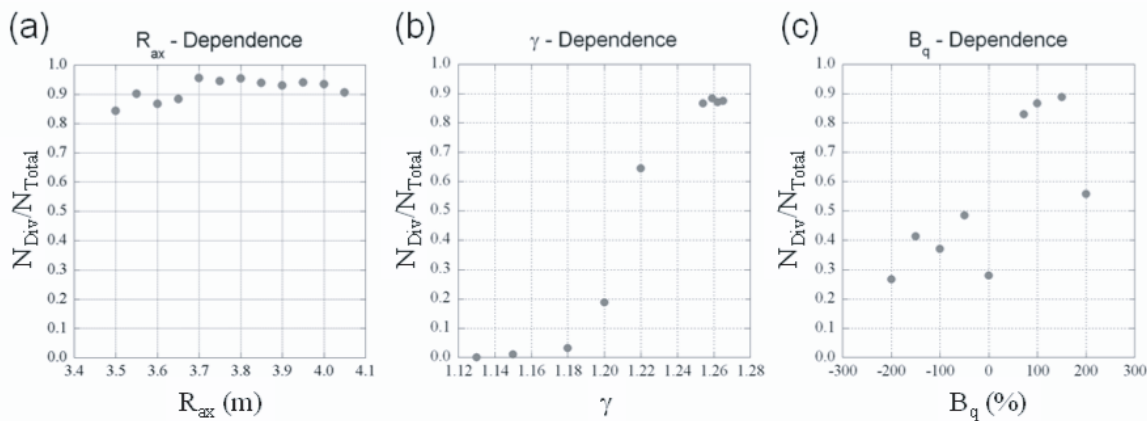 (a)
R_ax - Dependence
1.0
0.9
0.8
0.7
0.6
0.5
0.4
0.3
0.2
0.1
0.0
3.4 3.5 3.6 3.7 3.8 3.9 4.0 4.1
N_Div/N_Total
R_ax (m)
(b)
γ - Dependence
1.0
0.9
0.8
0.7
0.6
0.5
0.4
0.3
0.2
0.1
0.0
1.12 1.14 1.16 1.18 1.20 1.22 1.24 1.26 1.28
N_Div/N_Total
γ
(c)
B_q - Dependence
1.0
0.9
0.8
0.7
0.6
0.5
0.4
0.3
0.2
0.1
0.0
-300 -200 -100 0 100 200 300
N_Div/N_Total
B_q (%)